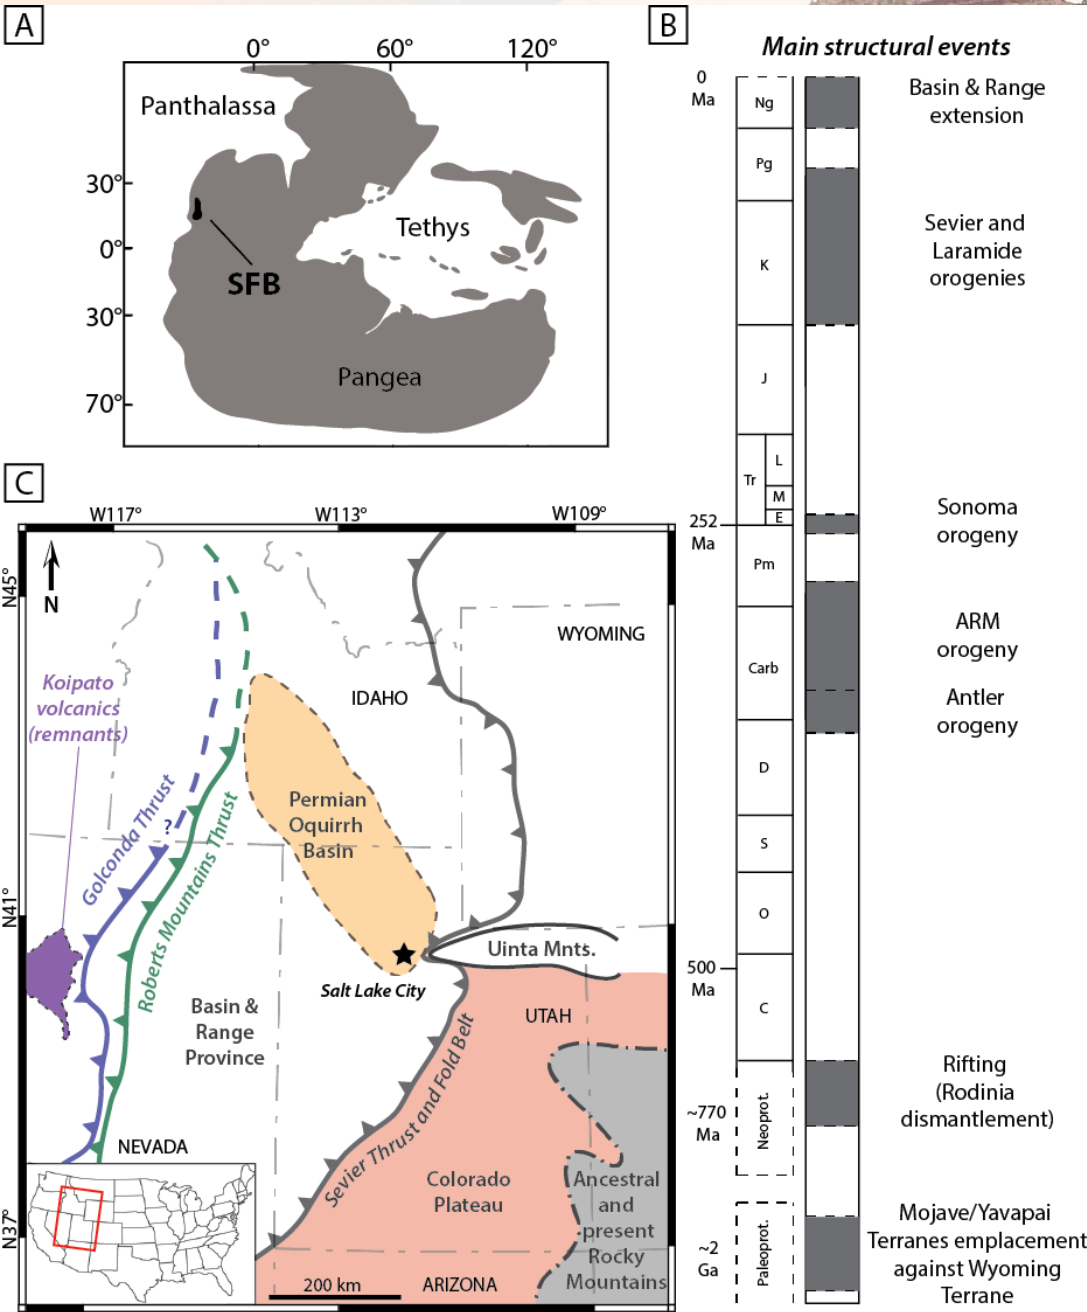 A
0°
60°
120°
Panthalassa
30°
0°
30°
70°
Tethys
SFB
Pangea
B
Main structural events
0
Ma
Ng
Pg
K
J
Tr
L
M
E
252
Ma
Pm
Carb
D
S
O
500
Ma
C
~770
Ma
Neoprot.
~2
Ga
Paleoprot.
Basin & Range
extension
Sevier and
Laramide
orogenies
Sonoma
orogeny
ARM
orogeny
Antler
orogeny
Rifting
(Rodinia
dismantlement)
Mojave/Yavapai
Terranes emplacement
against Wyoming
Terrane
C
W117°
W113°
W109°
N45°
N41°
N37°
N
WYOMING
IDAHO
Koipato
volcanics
(remnants)
Golconda Thrust
?
Roberts Mountains Thrust
Permian
Oquirrh
Basin
Uinta Mnts.
Salt Lake City
Basin &
Range
Province
UTAH
Sevier Thrust and Fold Belt
NEVADA
Colorado
Plateau
Ancestral
and
present
Rocky
Mountains
200 km
ARIZONA